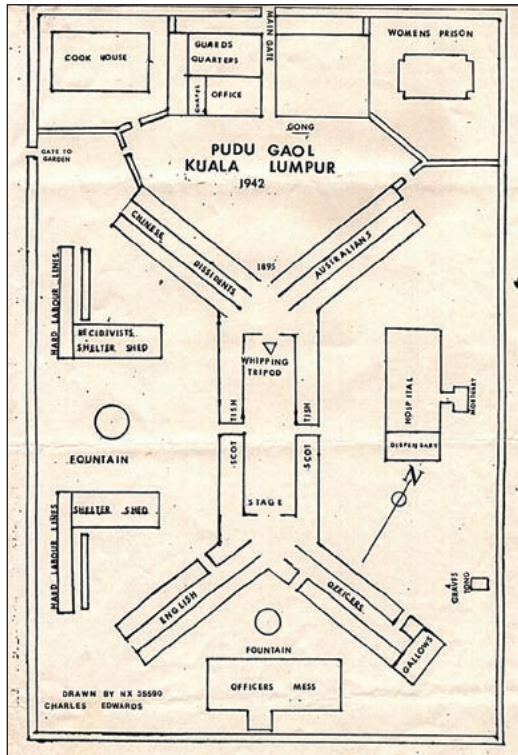 MAIN GATE
WOMENS PRISON
COOK HOUSE
GUARDS
QUARTERS
OFFICE
GONG
GATE TO
GARDEN
PUDU GAOL
KUALA LUMPUR
1942
CHINESE
DISSIDENTS
1895
AUSTRALIANS
HARD LABOUR LINES
RECIDIVISTS
SHELTER SHED
WHIPPING
TRIPOD
HOSPITAL
MORTUARY
DISPENSARY
TISH
TISH
-SCOT
-SCOT
FOUNTAIN
N
STAGE
SHELTER SHED
HARD LABOUR LINES
ENGLISH
OFFICERS
GRAVES
GALLOWS
FOUNTAIN
OFFICERS MESS
DRAWN BY NX 35590
CHARLES EDWARDS